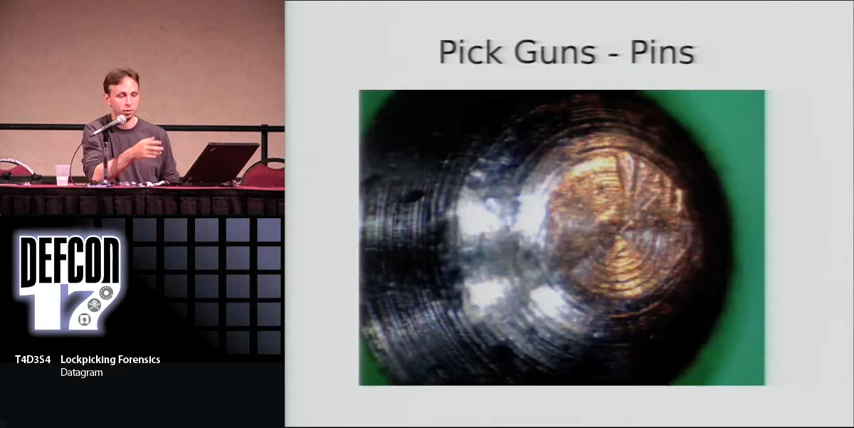 Pick Guns - Pins
DEFCON
17
T4D3S4 Lockpicking Forensics
Datagram